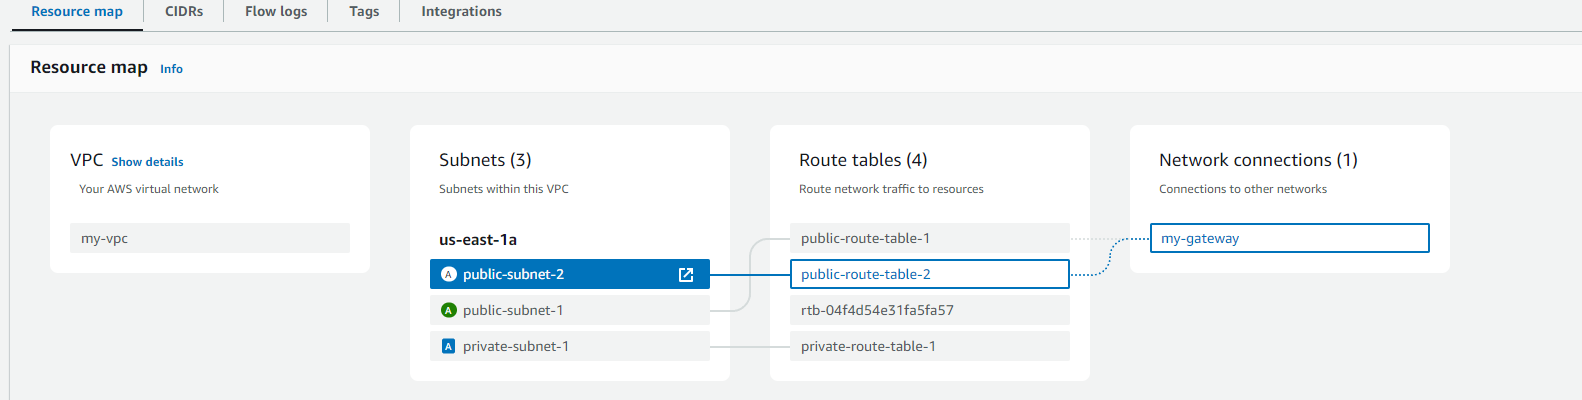 Resource map
CIDRs
Flow logs
Tags
Integrations
Resource map Info
VPC Show details
Your AWS virtual network
my-vpc
Subnets (3)
Subnets within this VPC
us-east-1a
A public-subnet-2
A public-subnet-1
A private-subnet-1
Route tables (4)
Route network traffic to resources
public-route-table-1
public-route-table-2
rtb-04f4d54e31fa5fa57
private-route-table-1
Network connections (1)
Connections to other networks
my-gateway